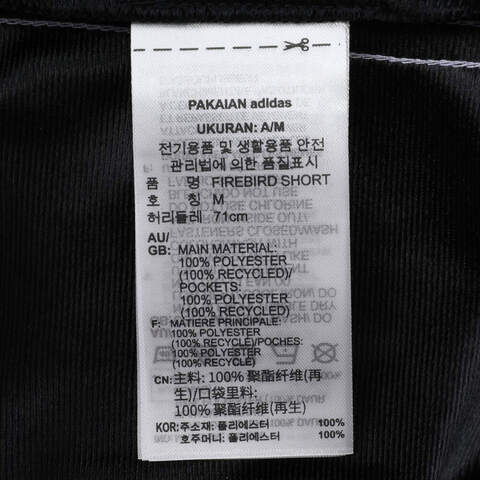 PAKAIAN adidas
UKURAN: A/M
전기용품 및 생활용품 안전
관리법에 의한 품질표시
품 명 FIREBIRD SHORT
호 칭 M
허리둘레 71cm
AU/
GB: MAIN MATERIAL:
100% POLYESTER
(100% RECYCLED)/
POCKETS:
100% POLYESTER
(100% RECYCLED)
F: MATIERE PRINCIPALE:
100% POLYESTER
(100% RECYCLE)/POCHES:
100% POLYESTER
(100% RECYCLE)
CN: 主料: 100% 聚酯纤维(再
生)/口袋里料:
100% 聚酯纤维(再生)
KOR: 주소재: 폴리에스터 100%
호주머니: 폴리에스터 100%